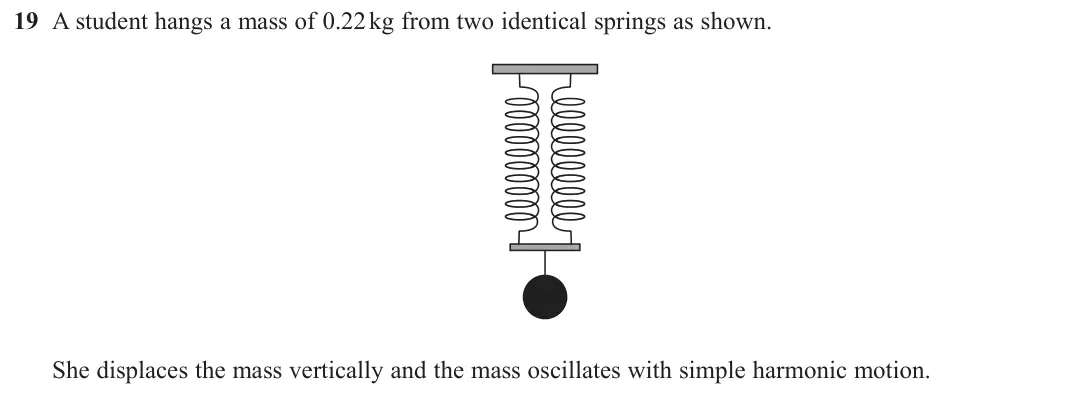 19 A student hangs a mass of 0.22 kg from two identical springs as shown.
She displaces the mass vertically and the mass oscillates with simple harmonic motion.